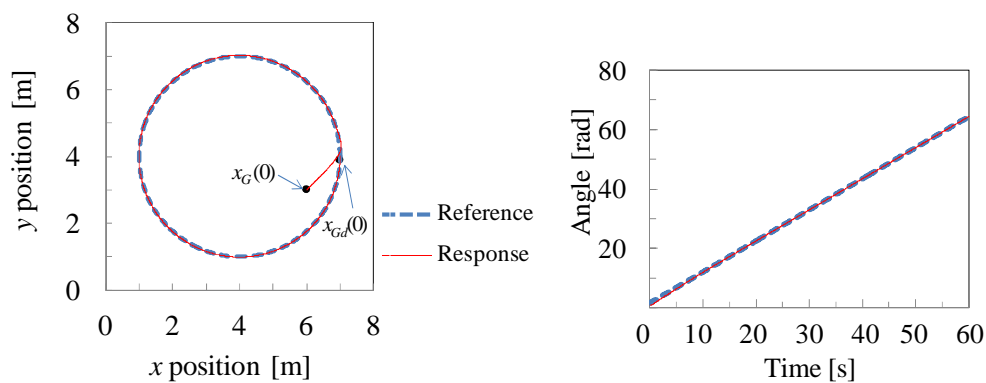 8
6
4
2
0
y position [m]
x_G(0)
x_Gd(0)
0 2 4 6 8
x position [m]
Reference
Response
80
60
40
20
Angle [rad]
0 10 20 30 40 50 60
Time [s]